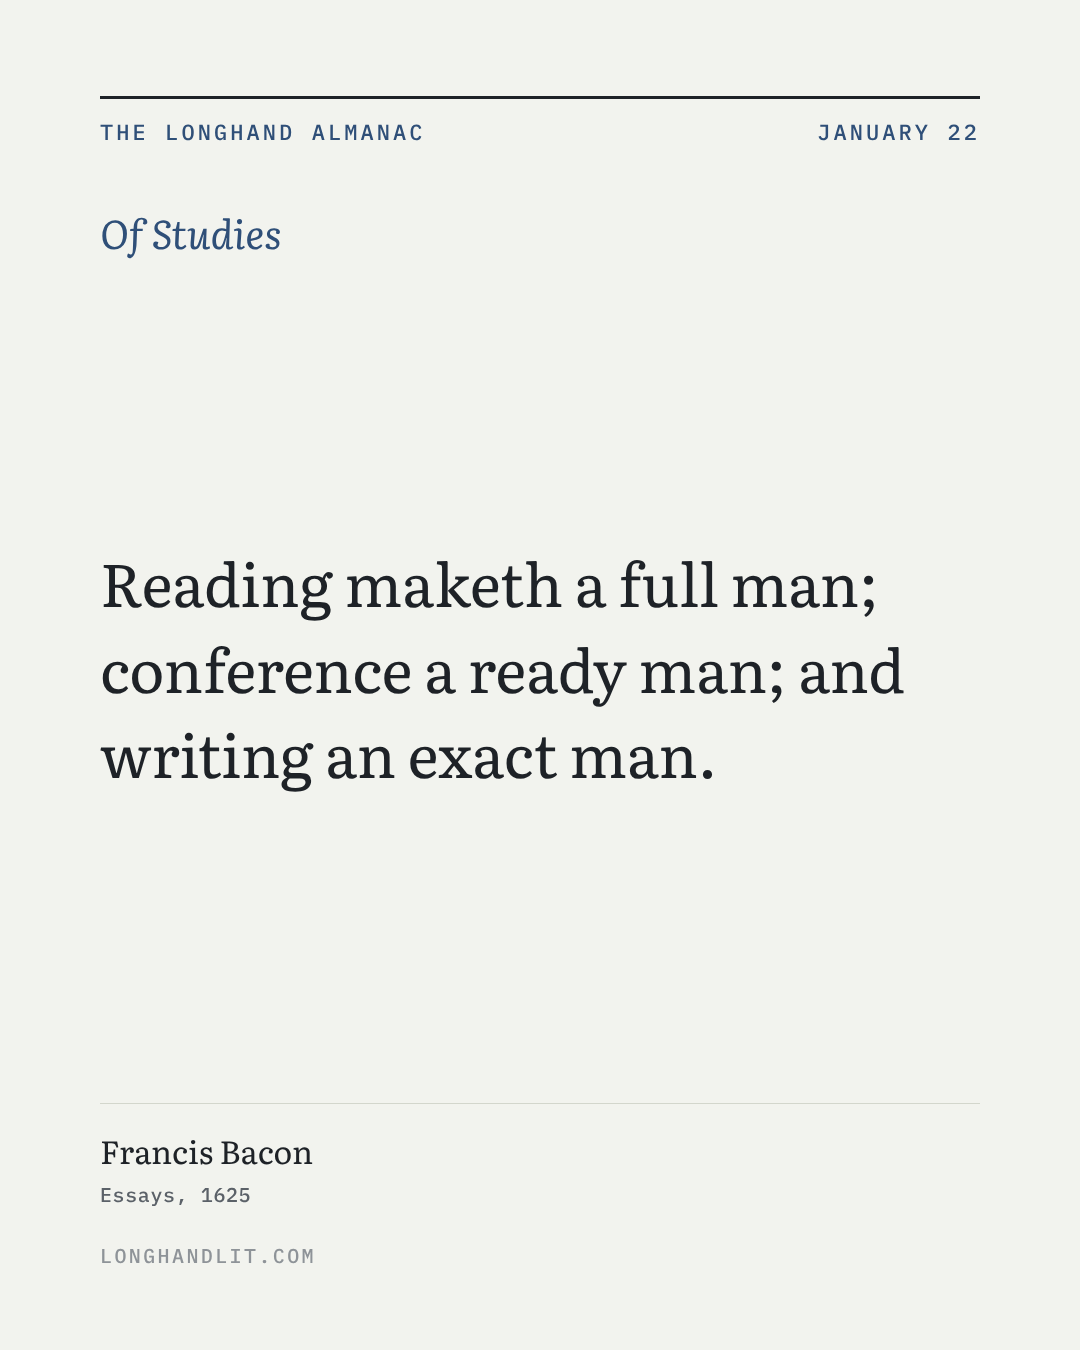 THE LONGHAND ALMANAC
JANUARY 22
Of Studies
Reading maketh a full man;
conference a ready man; and
writing an exact man.
Francis Bacon
Essays, 1625
LONGHANDLIT.COM